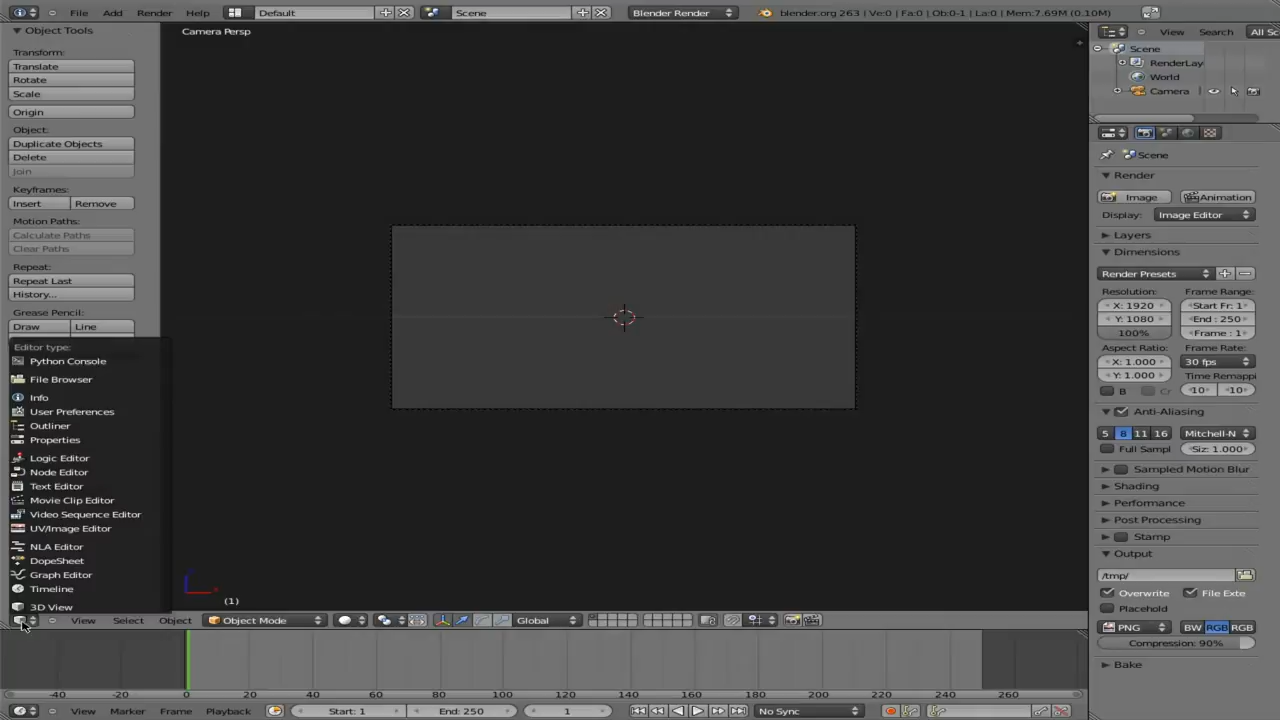 File Add Render Help Default Scene Blender Render blender.org 263 | Ve:0 | Fa:0 | Ob:0-1 | La:0 | Mem:7.69M (0.10M)
Object Tools
Transform:
Translate
Rotate
Scale
Origin
Object:
Duplicate Objects
Delete
Join
Keyframes:
Insert Remove
Motion Paths:
Calculate Paths
Clear Paths
Repeat:
Repeat Last
History...
Grease Pencil:
Draw Line
Editor type:
Python Console
File Browser
Info
User Preferences
Outliner
Properties
Logic Editor
Node Editor
Text Editor
Movie Clip Editor
Video Sequence Editor
UV/Image Editor
NLA Editor
DopeSheet
Graph Editor
Timeline
3D View
Camera Persp
(1)
View Select Object Object Mode Global
-40 -20 0 20 40 60 80 100 120 140 160 180 200 220 240 260
View Marker Frame Playback Start: 1 End: 250 1 No Sync
View Search All Sc
Scene
RenderLay
World
Camera
Scene
Render
Image Animation
Display: Image Editor
Layers
Dimensions
Render Presets
Resolution: Frame Range:
X: 1920 Start Fr: 1
Y: 1080 End : 250
100% Frame : 1
Aspect Ratio: Frame Rate:
X: 1.000 30 fps
Y: 1.000 Time Remappi
B Cr 10 10
Anti-Aliasing
5 8 11 16 Mitchell-N
Full Sampl Siz: 1.000
Sampled Motion Blur
Shading
Performance
Post Processing
Stamp
Output
/tmp/
Overwrite File Exte
Placehold
PNG BW RGB RGB
Compression: 90%
Bake